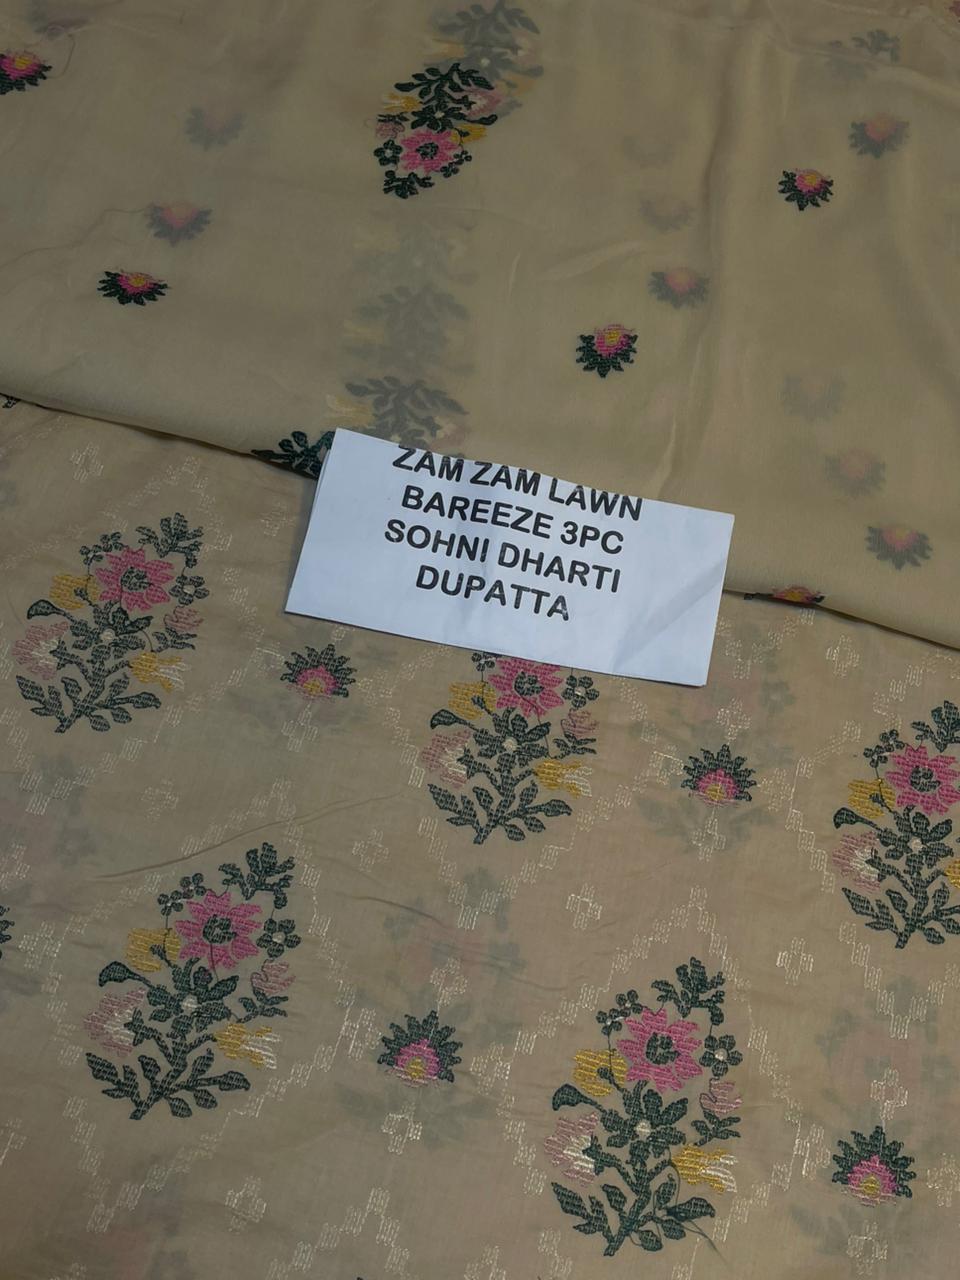 ZAM ZAM LAWN
BAREEZE 3PC
SOHNI DHARTI
DUPATTA